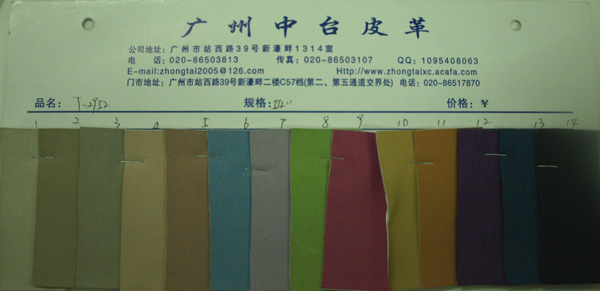 广州中台皮革
公司地址: 广州市站西路39号新濠畔1314室
电 话: 020-86503813 传真: 020-86503107 QQ: 1095408063
E-mail:zhongtai2005@126.com Http://www.zhongtaixc.acafa.com
门市地址: 广州市站西路39号新濠畔二楼C57档(第二、第五通道交界处) 电话: 020-86517870
品名: 规格: 54" 价格: ¥
1 2 3 4 5 6 7 8 9 10 11 12 13 14